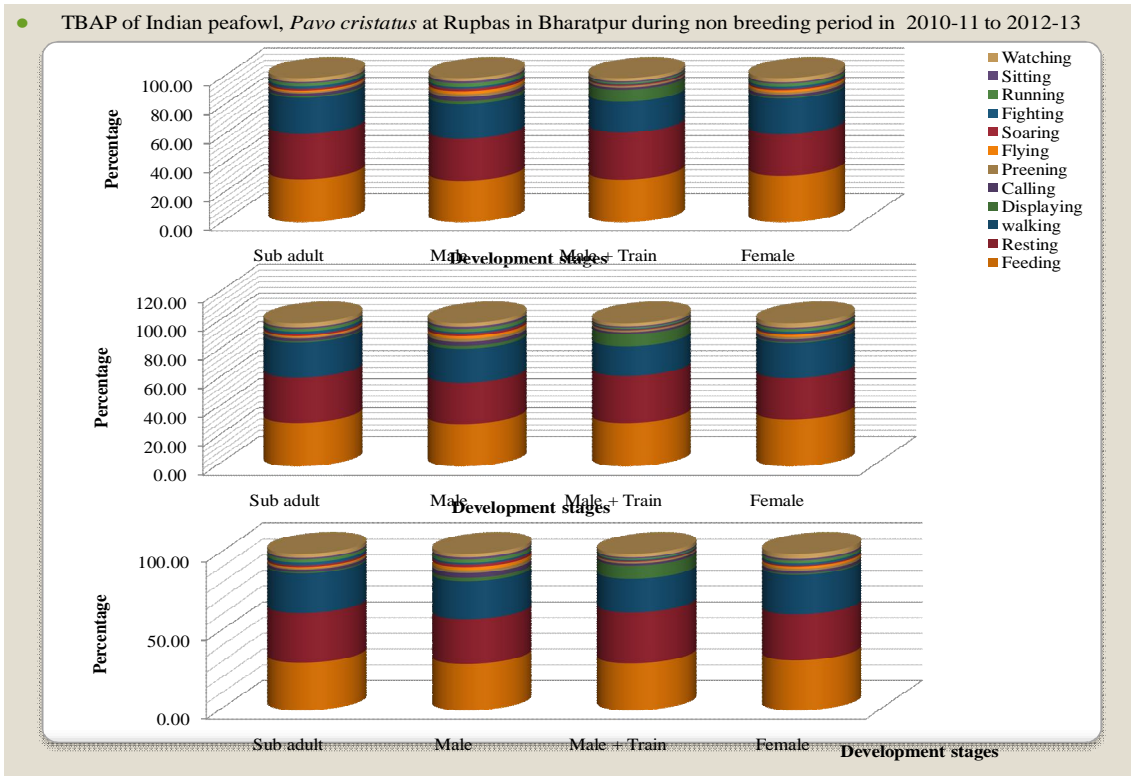 TBAP of Indian peafowl, Pavo cristatus at Rupbas in Bharatpur during non breeding period in 2010-11 to 2012-13
100.00
80.00
60.00
40.00
20.00
0.00
Percentage
Sub adult Male Male + Train Female
Development stages
Watching
Sitting
Running
Fighting
Soaring
Flying
Preening
Calling
Displaying
walking
Resting
Feeding
120.00
100.00
80.00
60.00
40.00
20.00
0.00
Percentage
Sub adult Male Male + Train Female
Development stages
100.00
50.00
0.00
Percentage
Sub adult Male Male + Train Female
Development stages